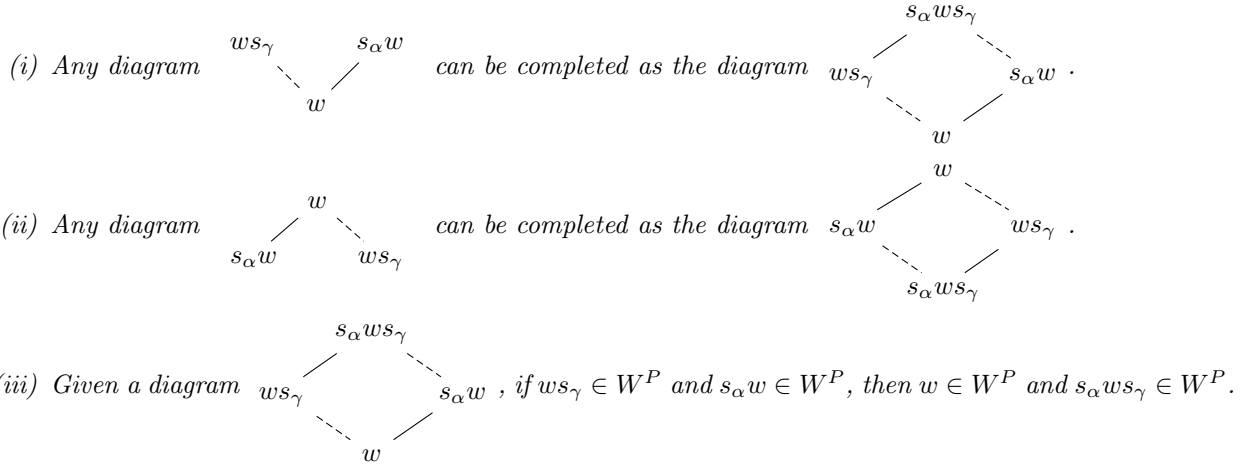 (i) Any diagram ws_γ s_αw w can be completed as the diagram s_αws_γ ws_γ s_αw w .
(ii) Any diagram w s_αw ws_γ can be completed as the diagram w s_αw ws_γ s_αws_γ .
(iii) Given a diagram s_αws_γ ws_γ s_αw w , if ws_γ ∈ W^P and s_αw ∈ W^P, then w ∈ W^P and s_αws_γ ∈ W^P.